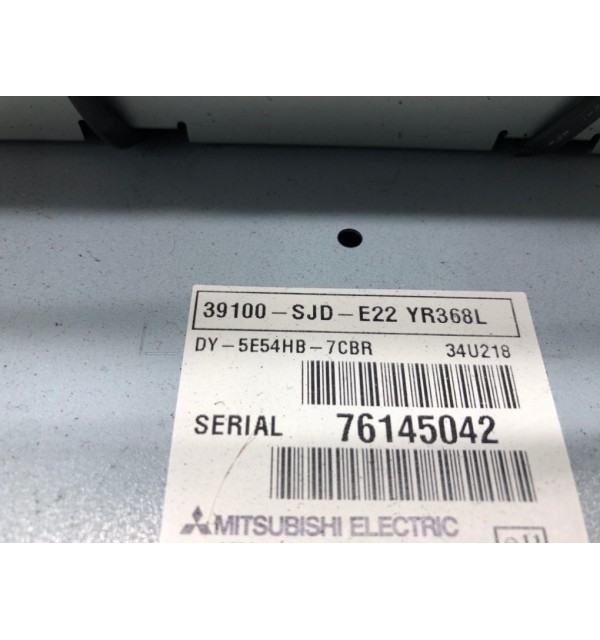 39100-SJD-E22 YR368L
DY-5E54HB-7CBR 34U218
SERIAL 76145042
MITSUBISHI ELECTRIC